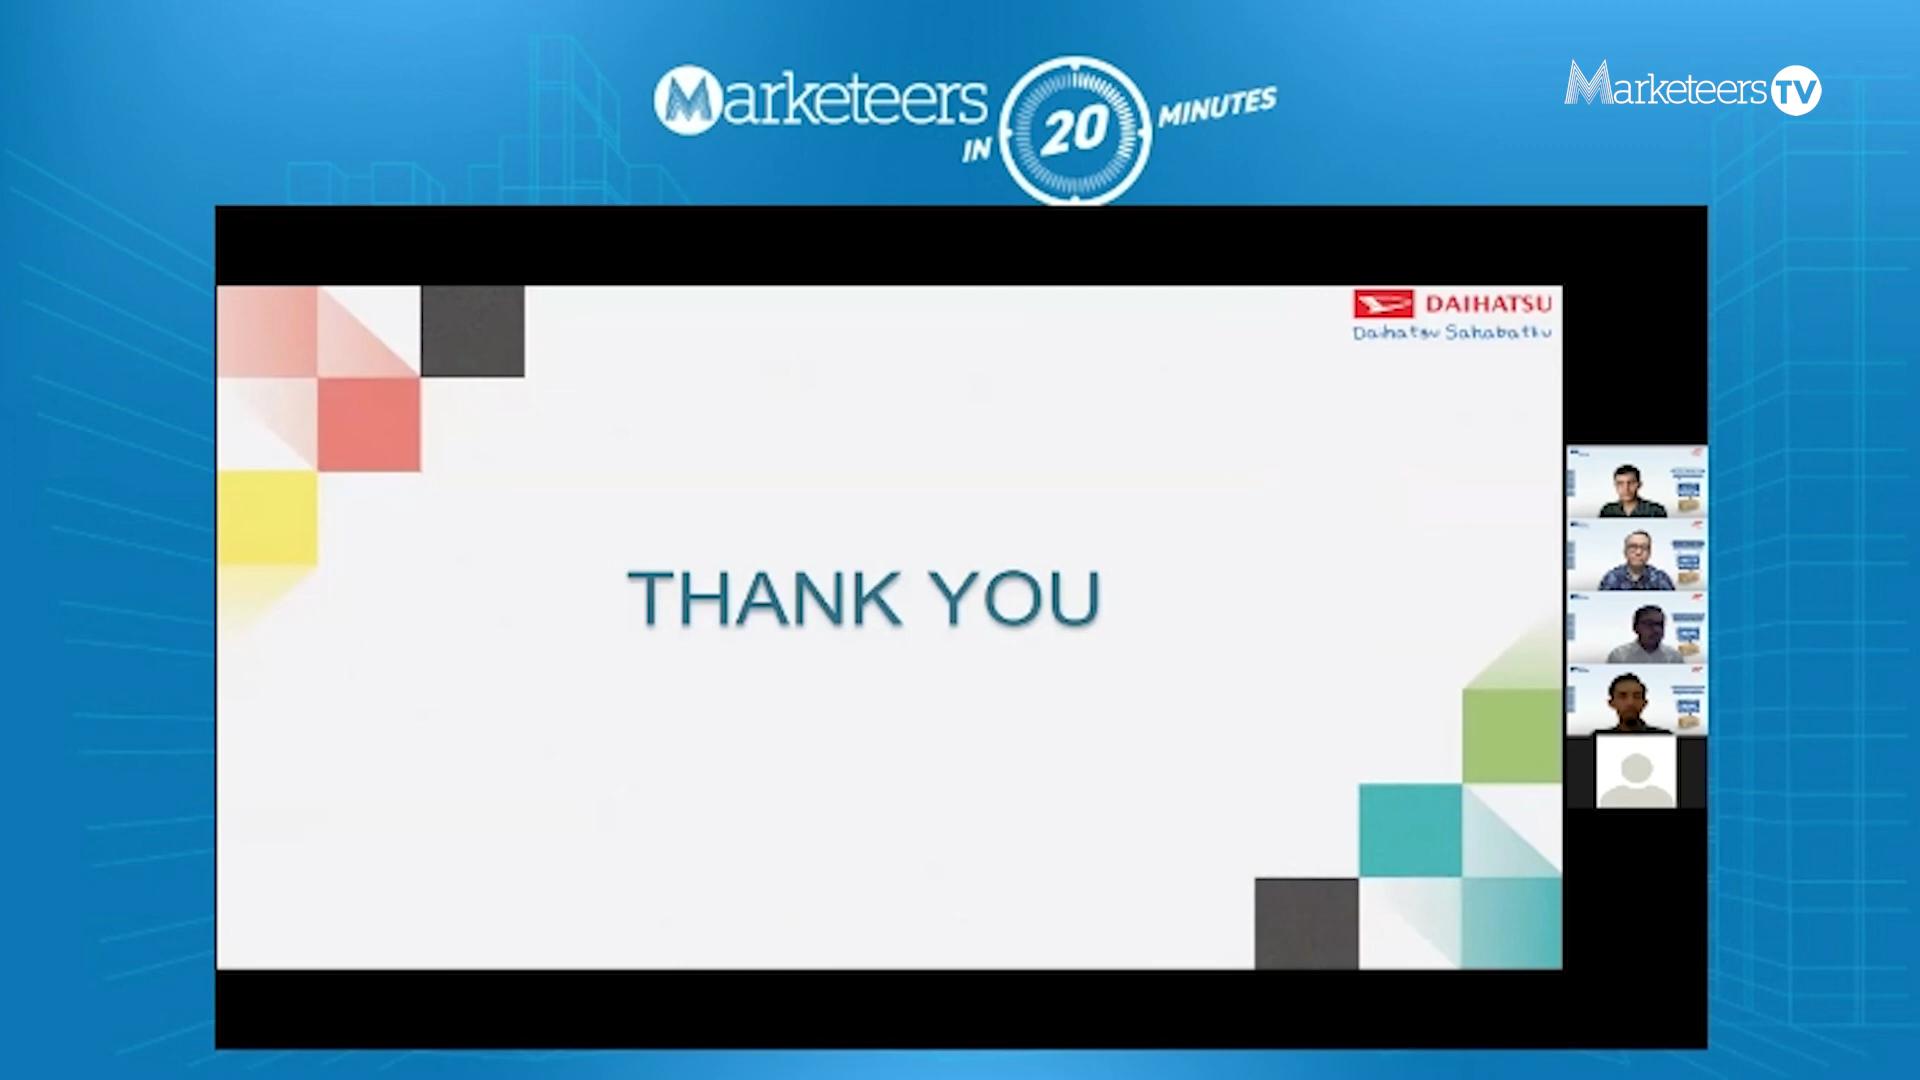 Marketeers
IN 20 MINUTES
MarketeersTV
DAIHATSU
Daihatsu Sahabatku
THANK YOU